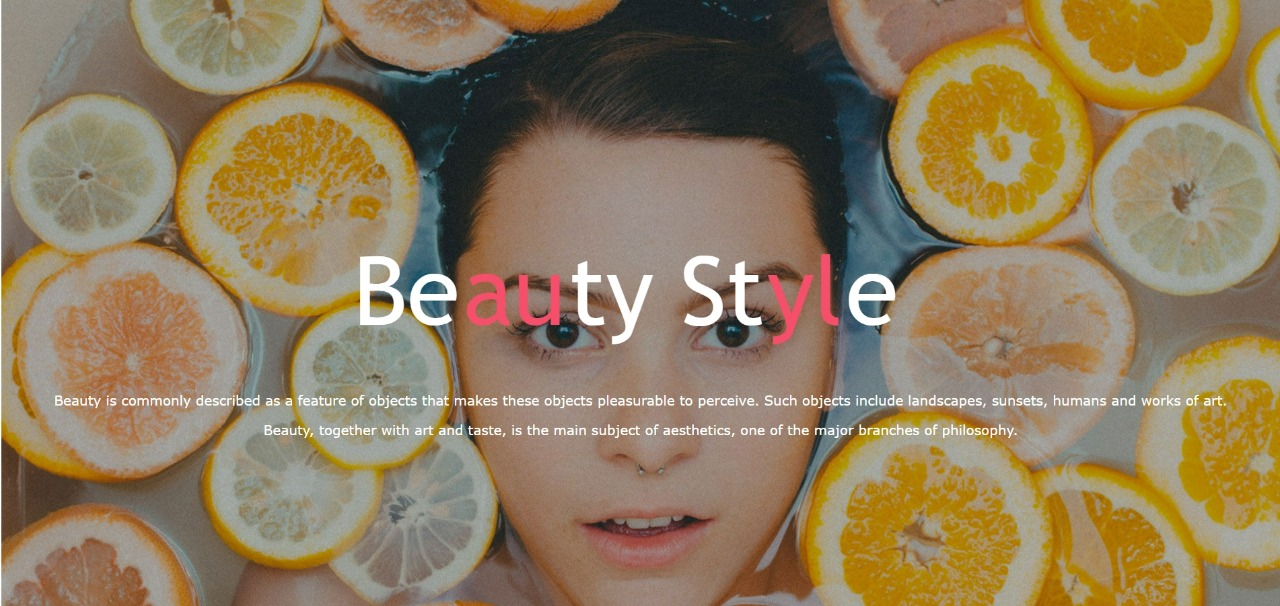 Beauty Style
Beauty is commonly described as a feature of objects that makes these objects pleasurable to perceive. Such objects include landscapes, sunsets, humans and works of art.
Beauty, together with art and taste, is the main subject of aesthetics, one of the major branches of philosophy.